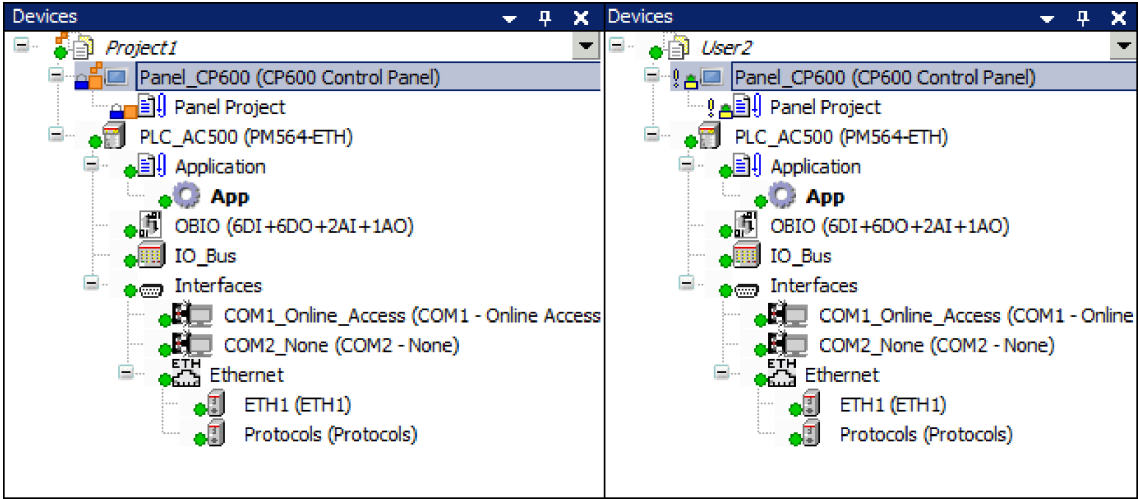 Devices
Project1
Panel_CP600 (CP600 Control Panel)
Panel Project
PLC_AC500 (PM564-ETH)
Application
App
OBIO (6DI+6DO+2AI+1AO)
IO_Bus
Interfaces
COM1_Online_Access (COM1 - Online Access
COM2_None (COM2 - None)
ETH
Ethernet
ETH1 (ETH1)
Protocols (Protocols)
Devices
User2
Panel_CP600 (CP600 Control Panel)
Panel Project
PLC_AC500 (PM564-ETH)
Application
App
OBIO (6DI+6DO+2AI+1AO)
IO_Bus
Interfaces
COM1_Online_Access (COM1 - Online
COM2_None (COM2 - None)
ETH
Ethernet
ETH1 (ETH1)
Protocols (Protocols)